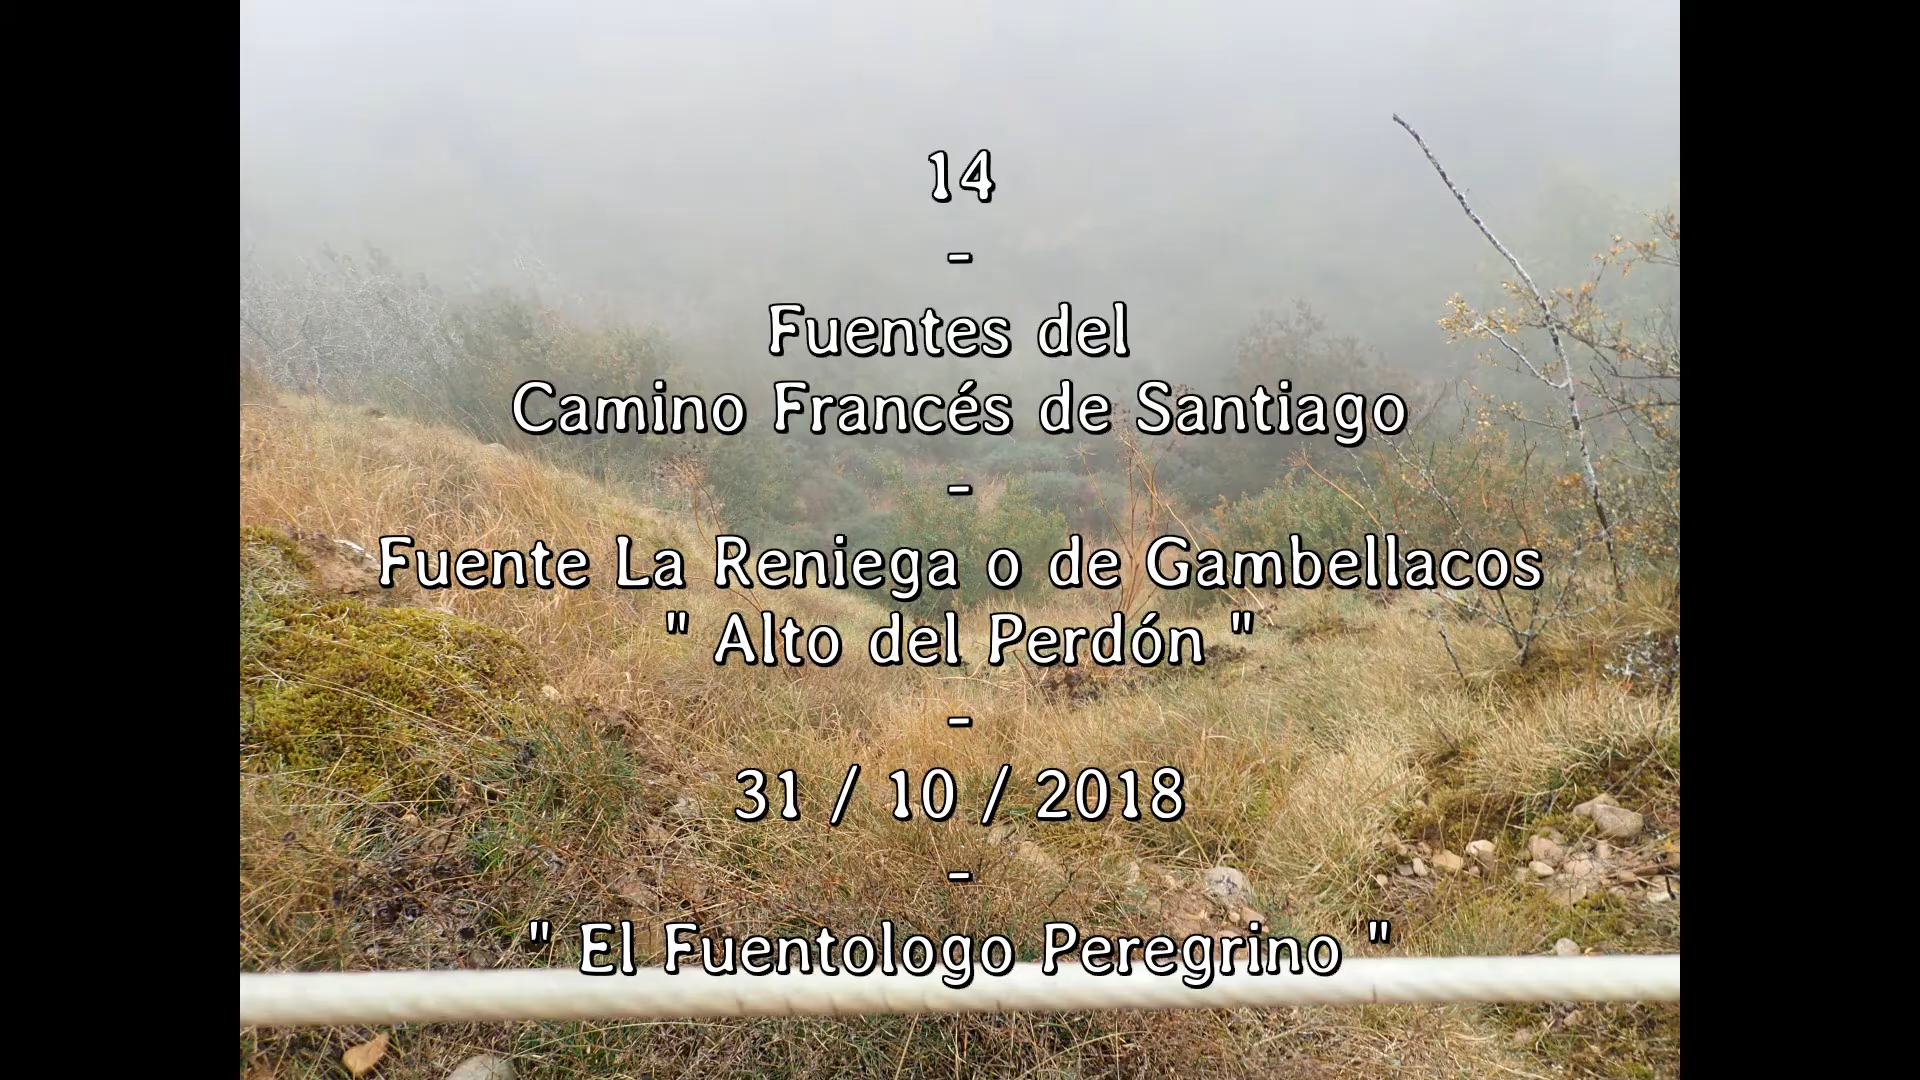 14
-
Fuentes del
Camino Francés de Santiago
-
Fuente La Reniega o de Gambellacos
" Alto del Perdón "
-
31 / 10 / 2018
-
" El Fuentologo Peregrino "